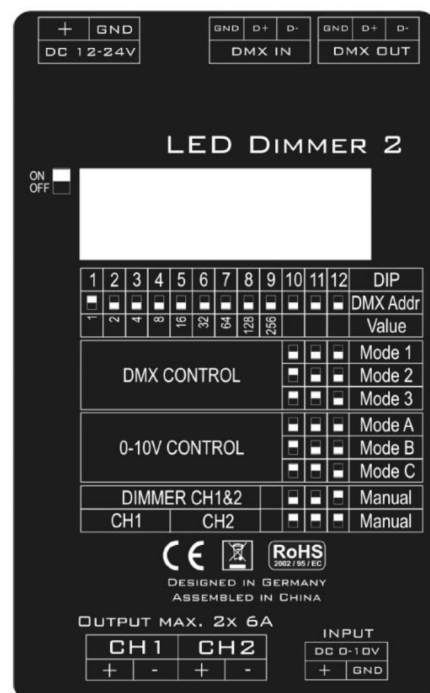 + GND
DC 12-24V
GND D+ D-
DMX IN
GND D+ D-
DMX OUT
LED DIMMER 2
ON
OFF
1 2 3 4 5 6 7 8 9 10 11 12 DIP
DMX Addr
1 2 4 8 16 32 64 128 256 Value
DMX CONTROL
Mode 1
Mode 2
Mode 3
0-10V CONTROL
Mode A
Mode B
Mode C
DIMMER CH1&2 Manual
CH1 CH2 Manual
CE
RoHS
2002 / 95 / EC
DESIGNED IN GERMANY
ASSEMBLED IN CHINA
OUTPUT MAX. 2X 6A
CH1 CH2
+ - + -
INPUT
DC 0-10V
+ GND